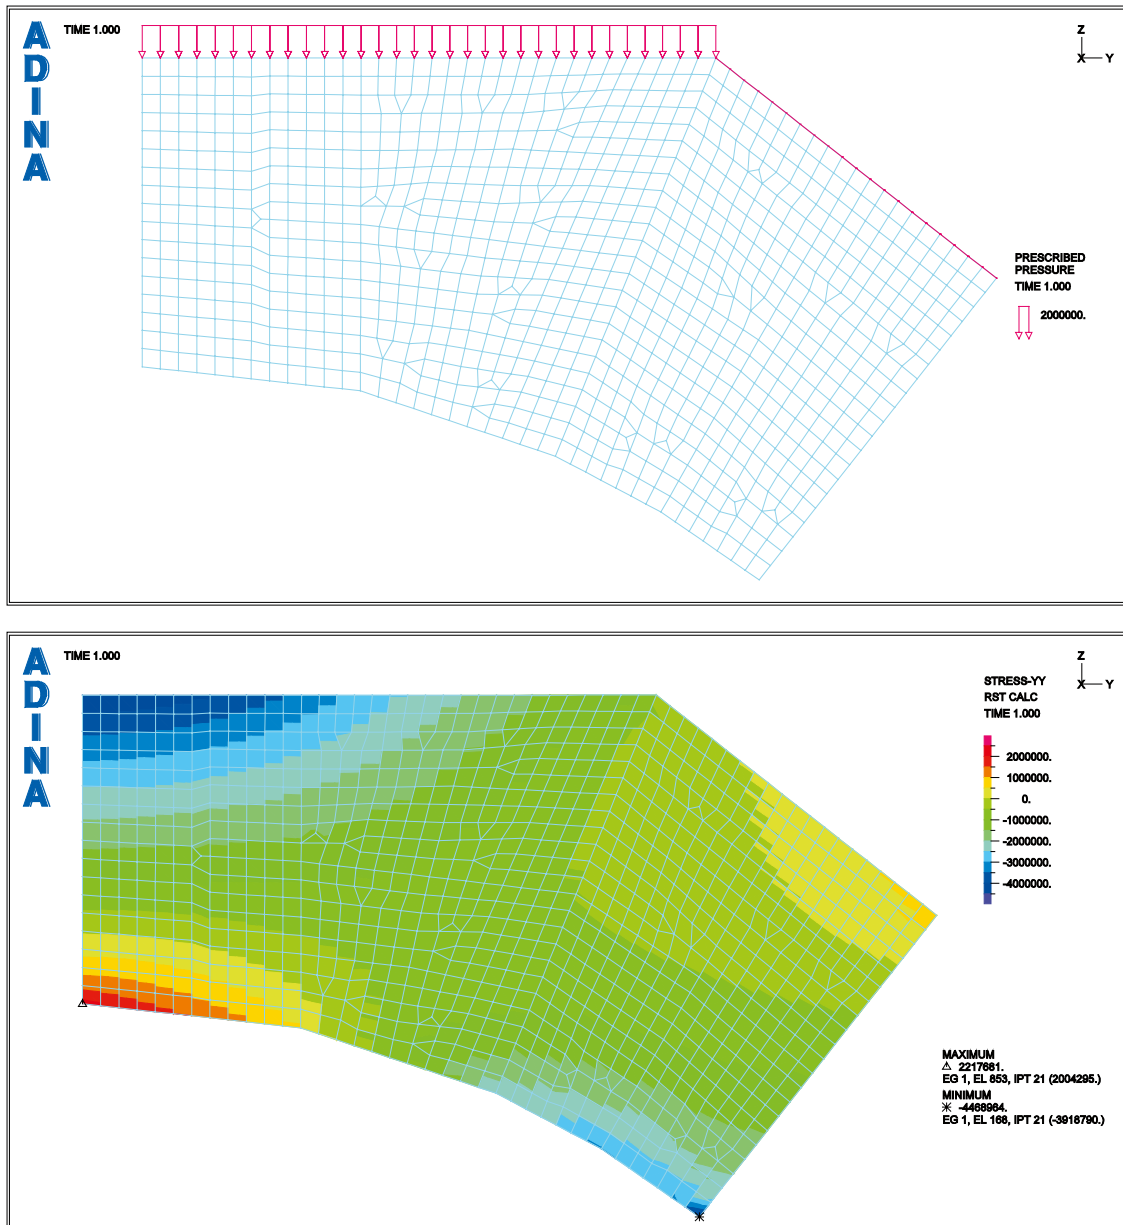 ADINA
TIME 1.000
Z
X Y
PRESCRIBED
PRESSURE
TIME 1.000
2000000.
ADINA
TIME 1.000
Z
X Y
STRESS-YY
RST CALC
TIME 1.000
2000000.
1000000.
0.
-1000000.
-2000000.
-3000000.
-4000000.
MAXIMUM
2217681.
EG 1, EL 853, IPT 21 (2004295.)
MINIMUM
-4468964.
EG 1, EL 168, IPT 21 (-3918790.)